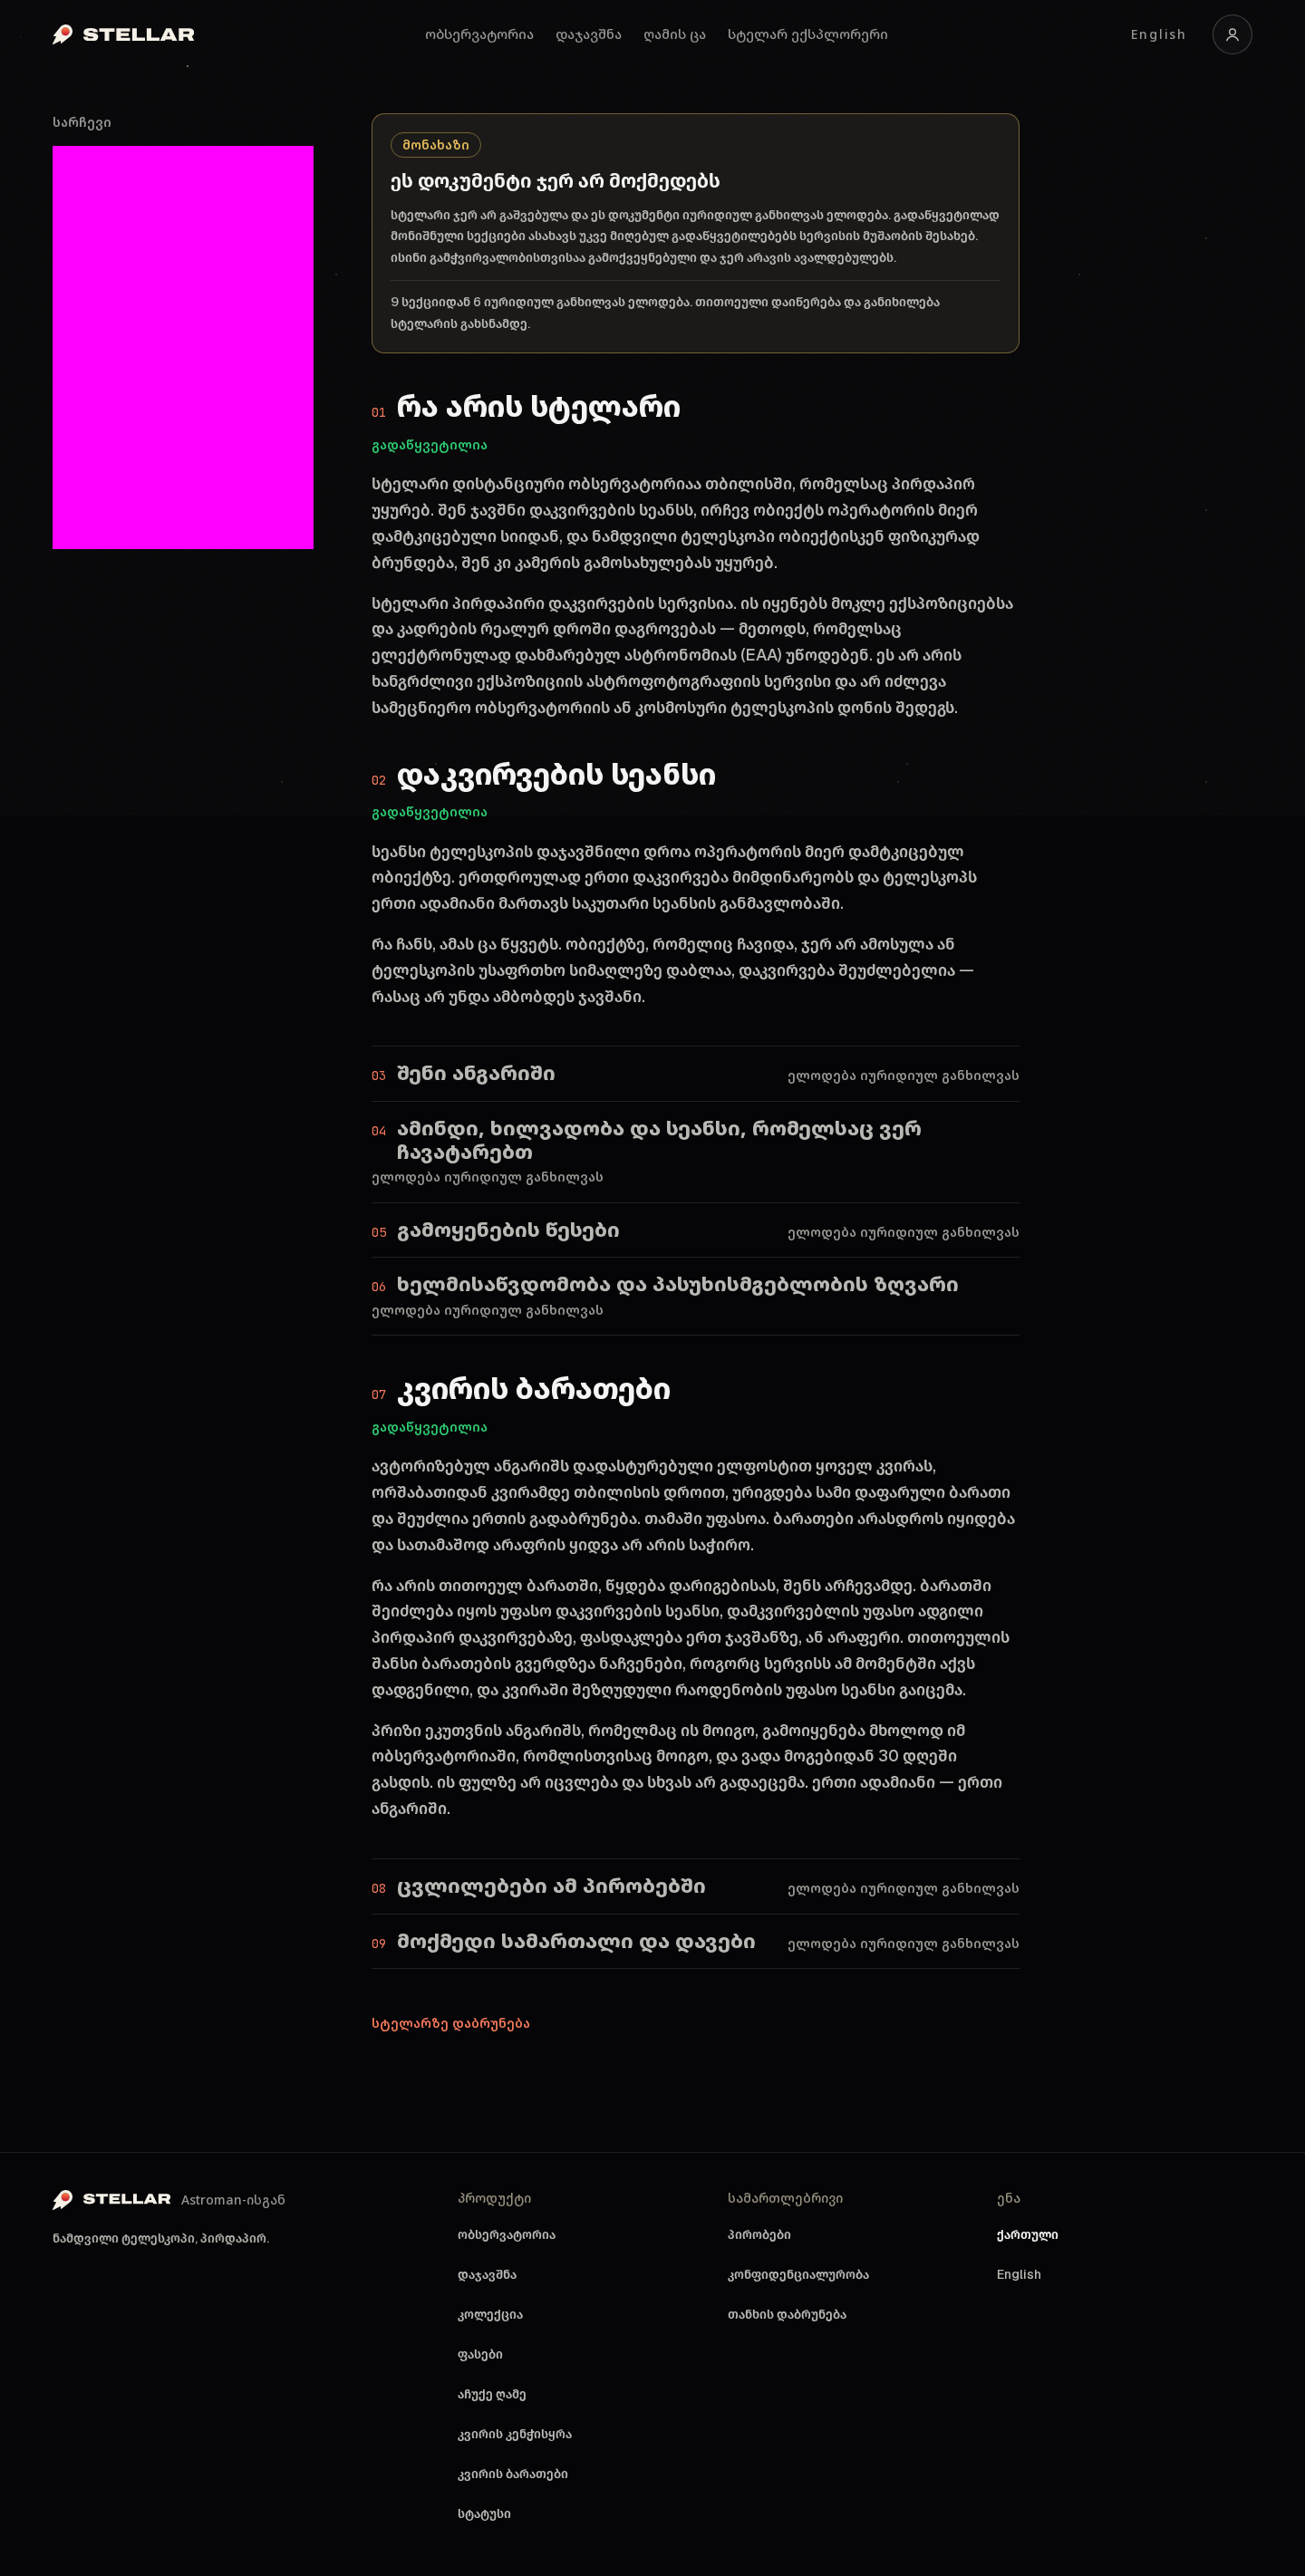 STELLAR
ობსერვატორია
დაჯავშნა
ღამის ცა
სტელარ ექსპლორერი
English
სარჩევი
მონახაზი
ეს დოკუმენტი ჯერ არ მოქმედებს
სტელარი ჯერ არ გაშვებულა და ეს დოკუმენტი იურიდიულ განხილვას ელოდება. გადაწყვეტილად
მონიშნული სექციები ასახავს უკვე მიღებულ გადაწყვეტილებებს სერვისის მუშაობის შესახებ.
ისინი გამჭვირვალობისთვისაა გამოქვეყნებული და ჯერ არავის ავალდებულებს.
9 სექციიდან 6 იურიდიულ განხილვას ელოდება. თითოეული დაიწერება და განიხილება
სტელარის გახსნამდე.
01 რა არის სტელარი
გადაწყვეტილია
სტელარი დისტანციური ობსერვატორიაა თბილისში, რომელსაც პირდაპირ
უყურებ. შენ ჯავშნი დაკვირვების სეანსს, ირჩევ ობიექტს ოპერატორის მიერ
დამტკიცებული სიიდან, და ნამდვილი ტელესკოპი ობიექტისკენ ფიზიკურად
ბრუნდება, შენ კი კამერის გამოსახულებას უყურებ.
სტელარი პირდაპირი დაკვირვების სერვისია. ის იყენებს მოკლე ექსპოზიციებსა
და კადრების რეალურ დროში დაგროვებას — მეთოდს, რომელსაც
ელექტრონულად დახმარებულ ასტრონომიას (EAA) უწოდებენ. ეს არ არის
ხანგრძლივი ექსპოზიციის ასტროფოტოგრაფიის სერვისი და არ იძლევა
სამეცნიერო ობსერვატორიის ან კოსმოსური ტელესკოპის დონის შედეგს.
02 დაკვირვების სეანსი
გადაწყვეტილია
სეანსი ტელესკოპის დაჯავშნილი დროა ოპერატორის მიერ დამტკიცებულ
ობიექტზე. ერთდროულად ერთი დაკვირვება მიმდინარეობს და ტელესკოპს
ერთი ადამიანი მართავს საკუთარი სეანსის განმავლობაში.
რა ჩანს, ამას ცა წყვეტს. ობიექტზე, რომელიც ჩავიდა, ჯერ არ ამოსულა ან
ტელესკოპის უსაფრთხო სიმაღლეზე დაბლაა, დაკვირვება შეუძლებელია —
რასაც არ უნდა ამბობდეს ჯავშანი.
03 შენი ანგარიში
ელოდება იურიდიულ განხილვას
04 ამინდი, ხილვადობა და სეანსი, რომელსაც ვერ
ჩავატარებთ
ელოდება იურიდიულ განხილვას
05 გამოყენების წესები
ელოდება იურიდიულ განხილვას
06 ხელმისაწვდომობა და პასუხისმგებლობის ზღვარი
ელოდება იურიდიულ განხილვას
07 კვირის ბარათები
გადაწყვეტილია
ავტორიზებულ ანგარიშს დადასტურებული ელფოსტით ყოველ კვირას,
ორშაბათიდან კვირამდე თბილისის დროით, ურიგდება სამი დაფარული ბარათი
და შეუძლია ერთის გადაბრუნება. თამაში უფასოა. ბარათები არასდროს იყიდება
და სათამაშოდ არაფრის ყიდვა არ არის საჭირო.
რა არის თითოეულ ბარათში, წყდება დარიგებისას, შენს არჩევამდე. ბარათში
შეიძლება იყოს უფასო დაკვირვების სეანსი, დამკვირვებლის უფასო ადგილი
პირდაპირ დაკვირვებაზე, ფასდაკლება ერთ ჯავშანზე, ან არაფერი. თითოეულის
შანსი ბარათების გვერდზეა ნაჩვენები, როგორც სერვისს ამ მომენტში აქვს
დადგენილი, და კვირაში შეზღუდული რაოდენობის უფასო სეანსი გაიცემა.
პრიზი ეკუთვნის ანგარიშს, რომელმაც ის მოიგო, გამოიყენება მხოლოდ იმ
ობსერვატორიაში, რომლისთვისაც მოიგო, და ვადა მოგებიდან 30 დღეში
გასდის. ის ფულზე არ იცვლება და სხვას არ გადაეცემა. ერთი ადამიანი — ერთი
ანგარიში.
08 ცვლილებები ამ პირობებში
ელოდება იურიდიულ განხილვას
09 მოქმედი სამართალი და დავები
ელოდება იურიდიულ განხილვას
სტელარზე დაბრუნება
STELLAR Astroman-ისგან
ნამდვილი ტელესკოპი, პირდაპირ.
პროდუქტი
ობსერვატორია
დაჯავშნა
კოლექცია
ფასები
აჩუქე ღამე
კვირის კენჭისყრა
კვირის ბარათები
სტატუსი
სამართლებრივი
პირობები
კონფიდენციალურობა
თანხის დაბრუნება
ენა
ქართული
English